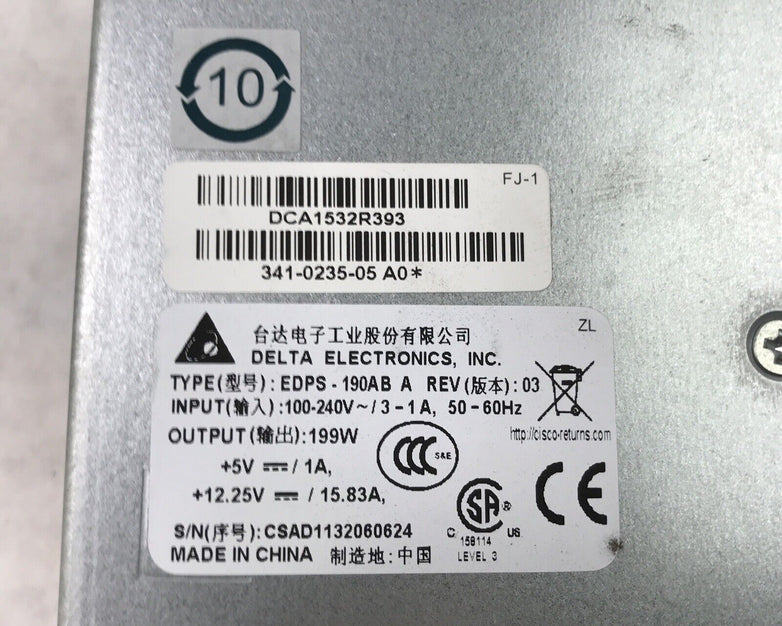 10
FJ-1
DCA1532R393
341-0235-05 A0*
ZL
台达电子工业股份有限公司
DELTA ELECTRONICS, INC.
TYPE(型号): EDPS - 190AB A REV(版本): 03
INPUT(输入):100-240V~/ 3-1A, 50-60Hz
OUTPUT(输出):199W
http://cisco-returns.com
+5V ⎓ / 1A,
CCC S&E
+12.25V ⎓ / 15.83A,
SA ®
CE
S/N(序号): CSAD1132060624
C US
158114
MADE IN CHINA 制造地:中国
LEVEL 3